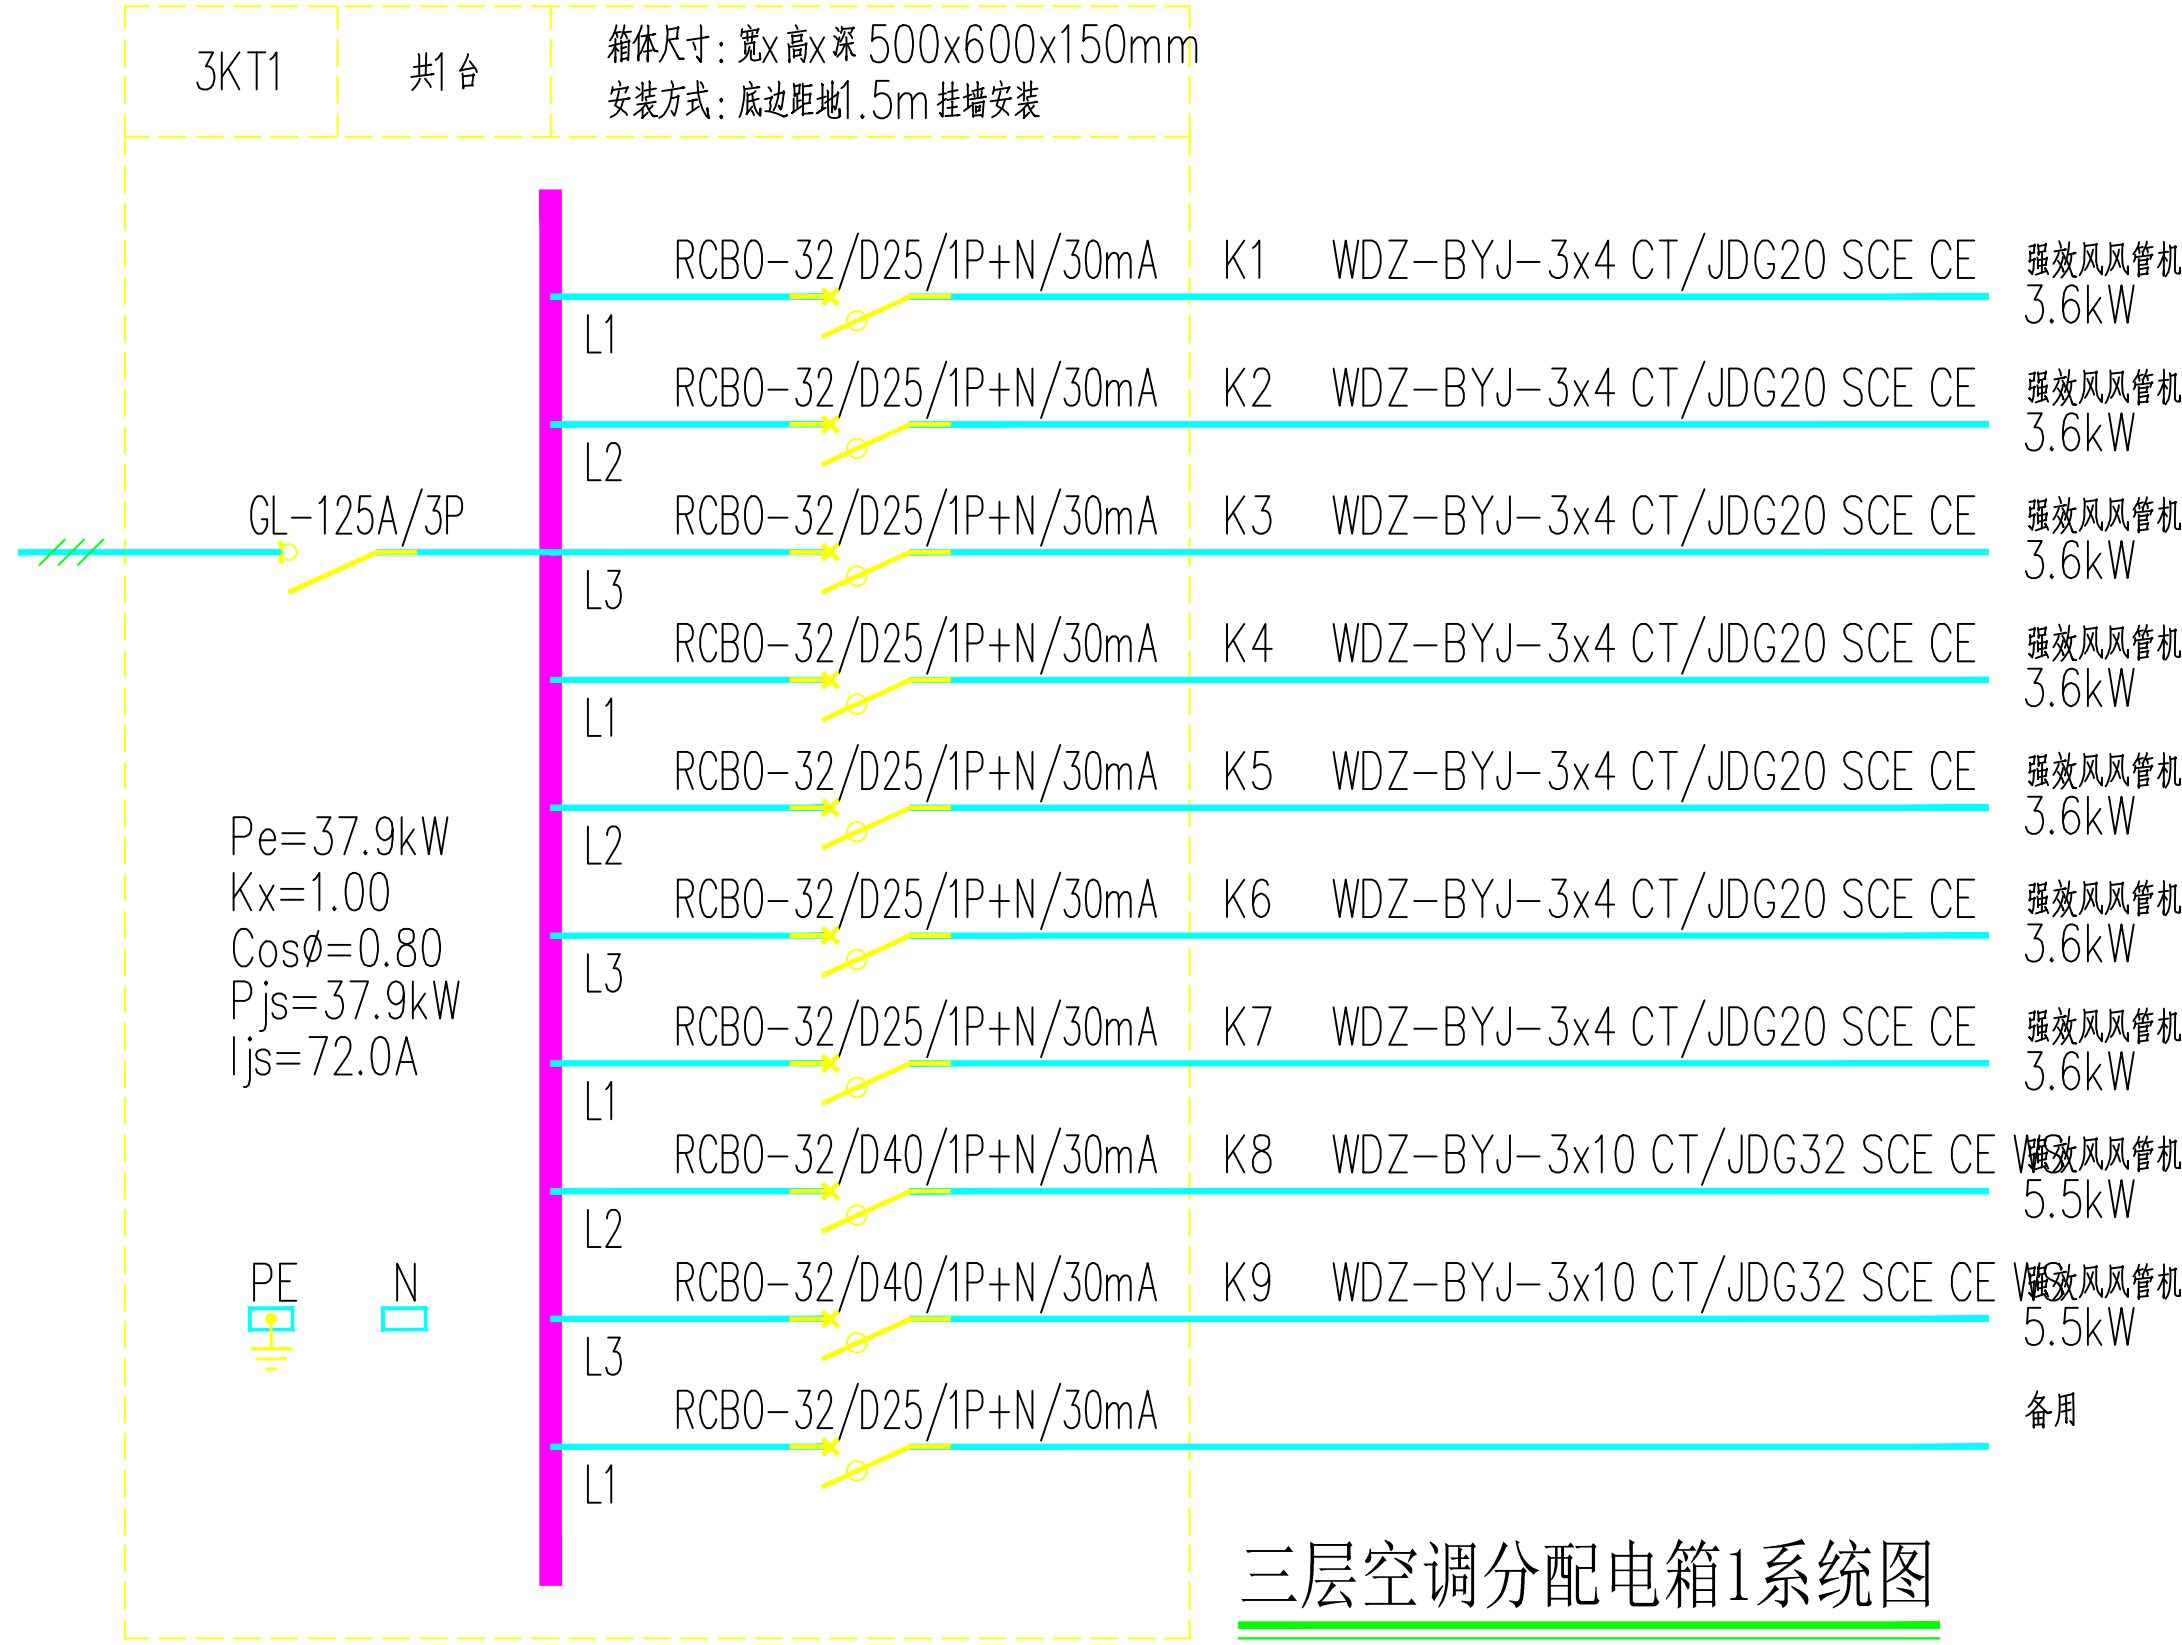 3KT1
共1台
箱体尺寸: 宽x高x深 500x600x150mm
安装方式: 底边距地1.5m挂墙安装
RCBO-32/D25/1P+N/30mA K1 WDZ-BYJ-3x4 CT/JDG20 SCE CE 强效风风管机
L1 3.6kW
RCBO-32/D25/1P+N/30mA K2 WDZ-BYJ-3x4 CT/JDG20 SCE CE 强效风风管机
L2 3.6kW
GL-125A/3P
RCBO-32/D25/1P+N/30mA K3 WDZ-BYJ-3x4 CT/JDG20 SCE CE 强效风风管机
L3 3.6kW
RCBO-32/D25/1P+N/30mA K4 WDZ-BYJ-3x4 CT/JDG20 SCE CE 强效风风管机
L1 3.6kW
RCBO-32/D25/1P+N/30mA K5 WDZ-BYJ-3x4 CT/JDG20 SCE CE 强效风风管机
L2 3.6kW
RCBO-32/D25/1P+N/30mA K6 WDZ-BYJ-3x4 CT/JDG20 SCE CE 强效风风管机
L3 3.6kW
RCBO-32/D25/1P+N/30mA K7 WDZ-BYJ-3x4 CT/JDG20 SCE CE 强效风风管机
L1 3.6kW
RCBO-32/D40/1P+N/30mA K8 WDZ-BYJ-3x10 CT/JDG32 SCE CE WS 强效风风管机
L2 5.5kW
RCBO-32/D40/1P+N/30mA K9 WDZ-BYJ-3x10 CT/JDG32 SCE CE WS 强效风风管机
L3 5.5kW
RCBO-32/D25/1P+N/30mA 备用
L1
Pe=37.9kW
Kx=1.00
Cosø=0.80
Pjs=37.9kW
Ijs=72.0A
PE N
三层空调分配电箱1系统图